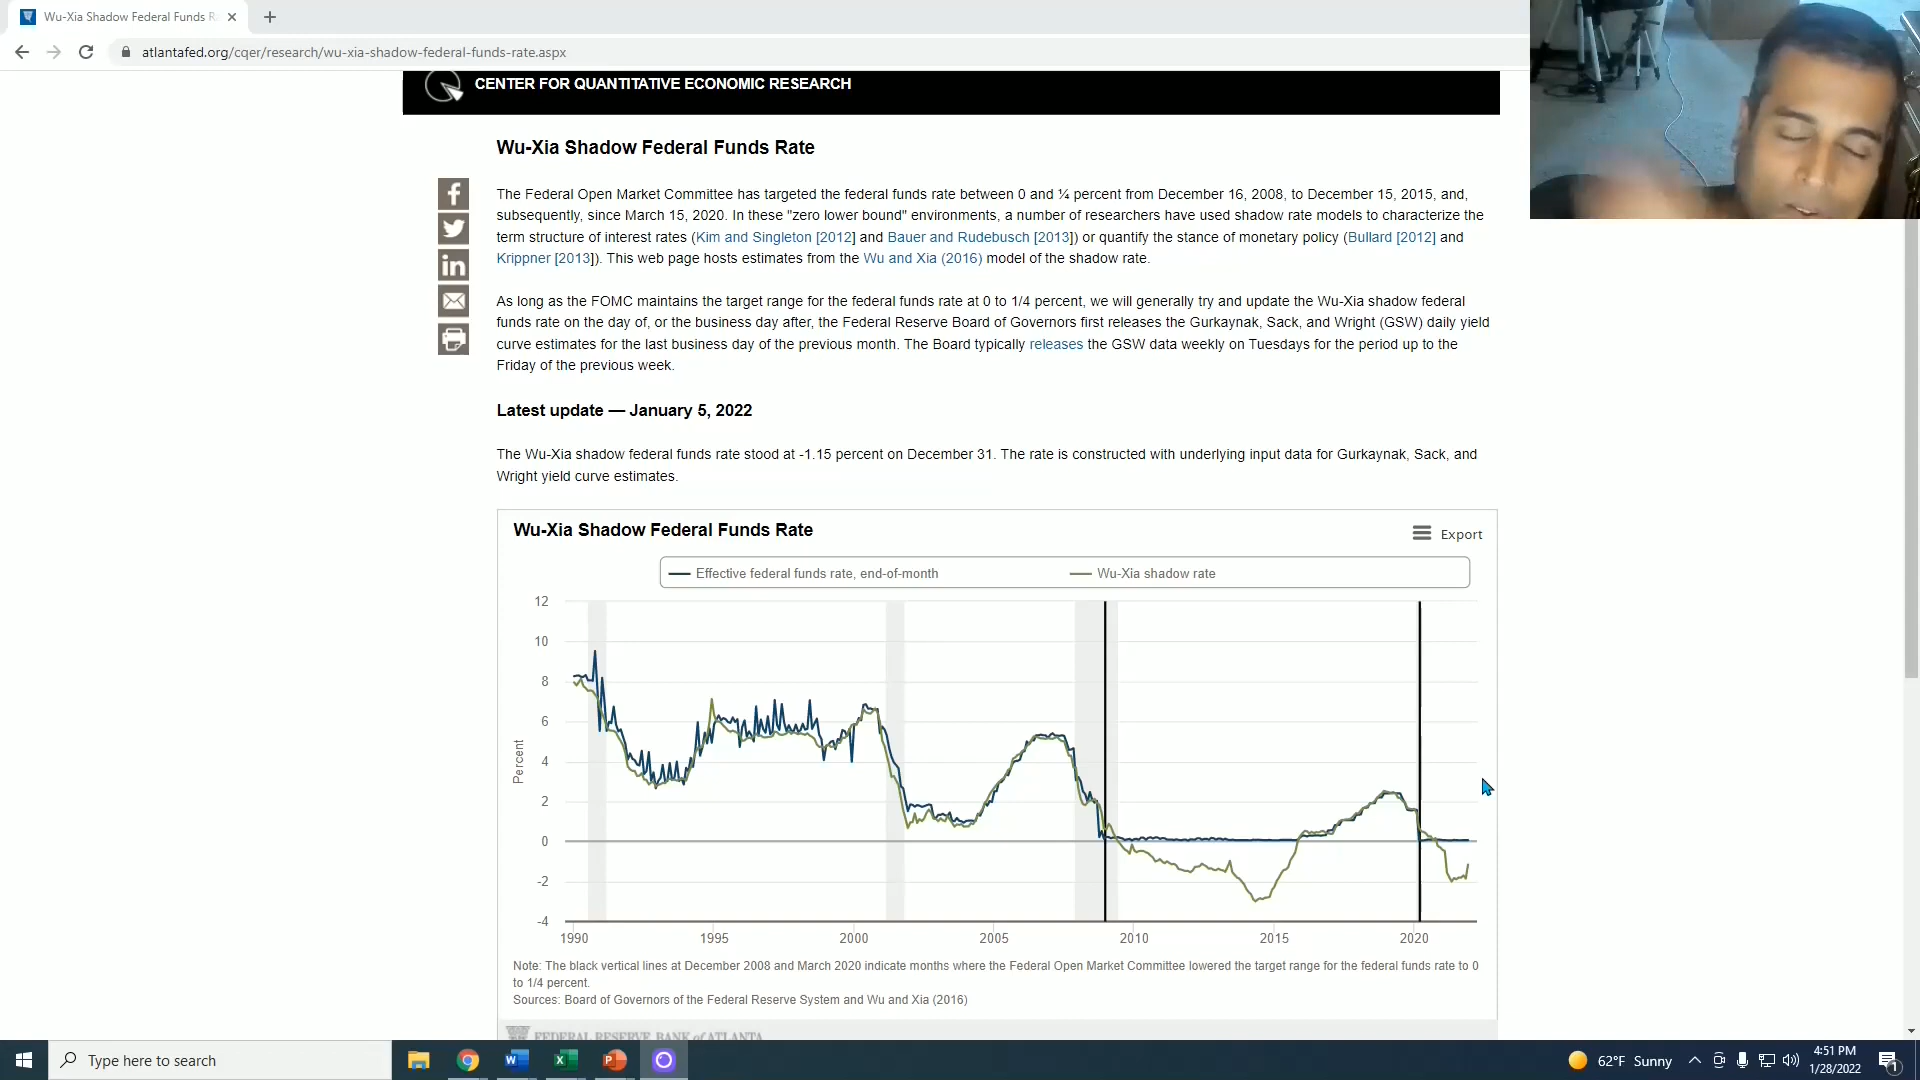 Wu-Xia Shadow Federal Funds R
atlantafed.org/cqer/research/wu-xia-shadow-federal-funds-rate.aspx
CENTER FOR QUANTITATIVE ECONOMIC RESEARCH
Wu-Xia Shadow Federal Funds Rate
The Federal Open Market Committee has targeted the federal funds rate between 0 and ¼ percent from December 16, 2008, to December 15, 2015, and,
subsequently, since March 15, 2020. In these "zero lower bound" environments, a number of researchers have used shadow rate models to characterize the
term structure of interest rates (Kim and Singleton [2012] and Bauer and Rudebusch [2013]) or quantify the stance of monetary policy (Bullard [2012] and
Krippner [2013]). This web page hosts estimates from the Wu and Xia (2016) model of the shadow rate.
As long as the FOMC maintains the target range for the federal funds rate at 0 to 1/4 percent, we will generally try and update the Wu-Xia shadow federal
funds rate on the day of, or the business day after, the Federal Reserve Board of Governors first releases the Gurkaynak, Sack, and Wright (GSW) daily yield
curve estimates for the last business day of the previous month. The Board typically releases the GSW data weekly on Tuesdays for the period up to the
Friday of the previous week.
Latest update — January 5, 2022
The Wu-Xia shadow federal funds rate stood at -1.15 percent on December 31. The rate is constructed with underlying input data for Gurkaynak, Sack, and
Wright yield curve estimates.
Wu-Xia Shadow Federal Funds Rate
Export
Effective federal funds rate, end-of-month
Wu-Xia shadow rate
Percent
12
10
8
6
4
2
0
-2
-4
1990 1995 2000 2005 2010 2015 2020
Note: The black vertical lines at December 2008 and March 2020 indicate months where the Federal Open Market Committee lowered the target range for the federal funds rate to 0
to 1/4 percent.
Sources: Board of Governors of the Federal Reserve System and Wu and Xia (2016)
FEDERAL RESERVE BANK of ATLANTA
Type here to search
62°F Sunny
4:51 PM
1/28/2022